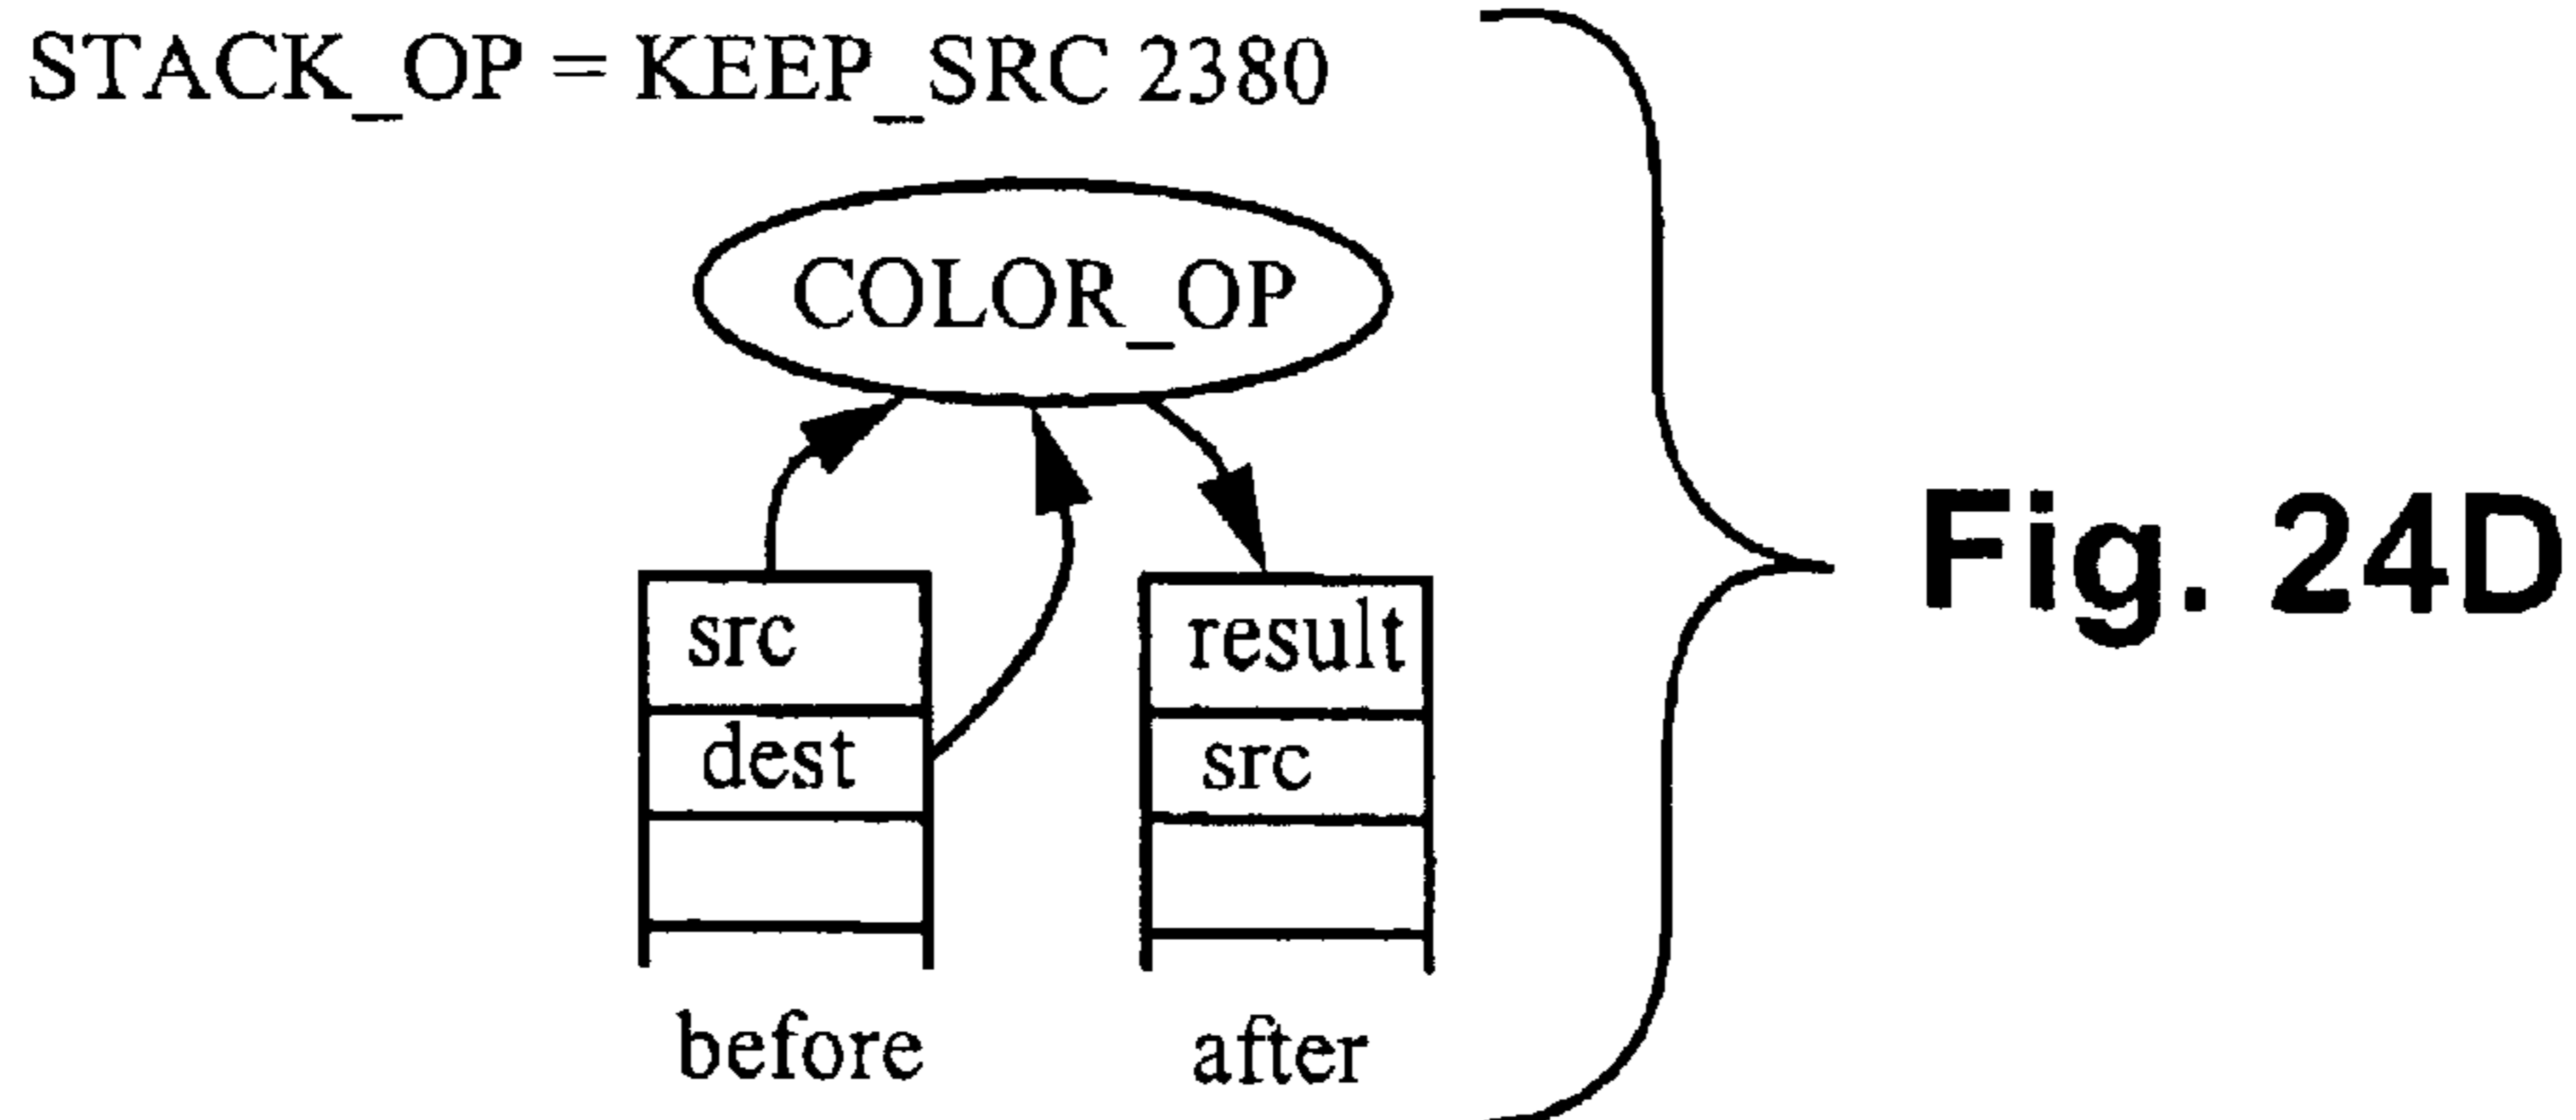 STACK_OP = KEEP_SRC 2380
COLOR_OP
src
dest
result
src
before
after
Fig. 24D